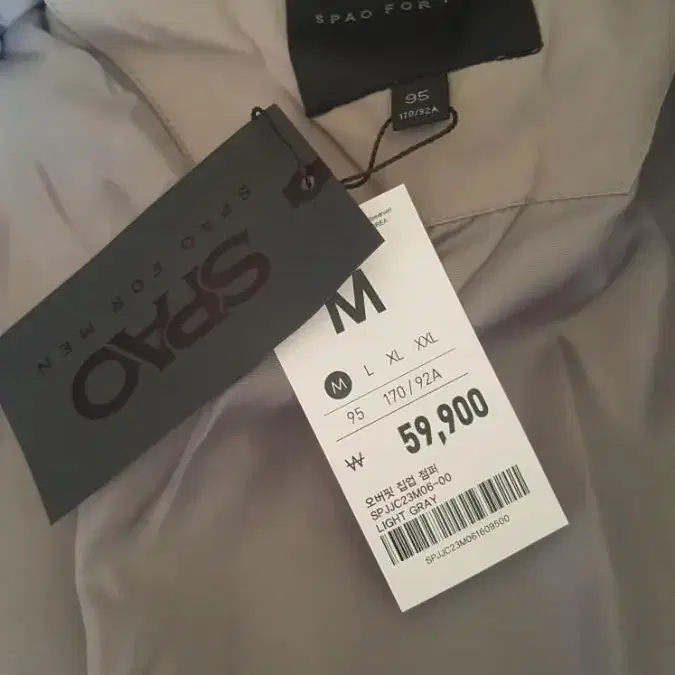 SPAO FOR
95
170/92A
SPAO FOR MEN
SPAO
M
M L XL XXL
95 170/92A
₩ 59,900
오버핏 집업 점퍼
SPJJC23M06-00
LIGHT GRAY
SPJJC23M061609500